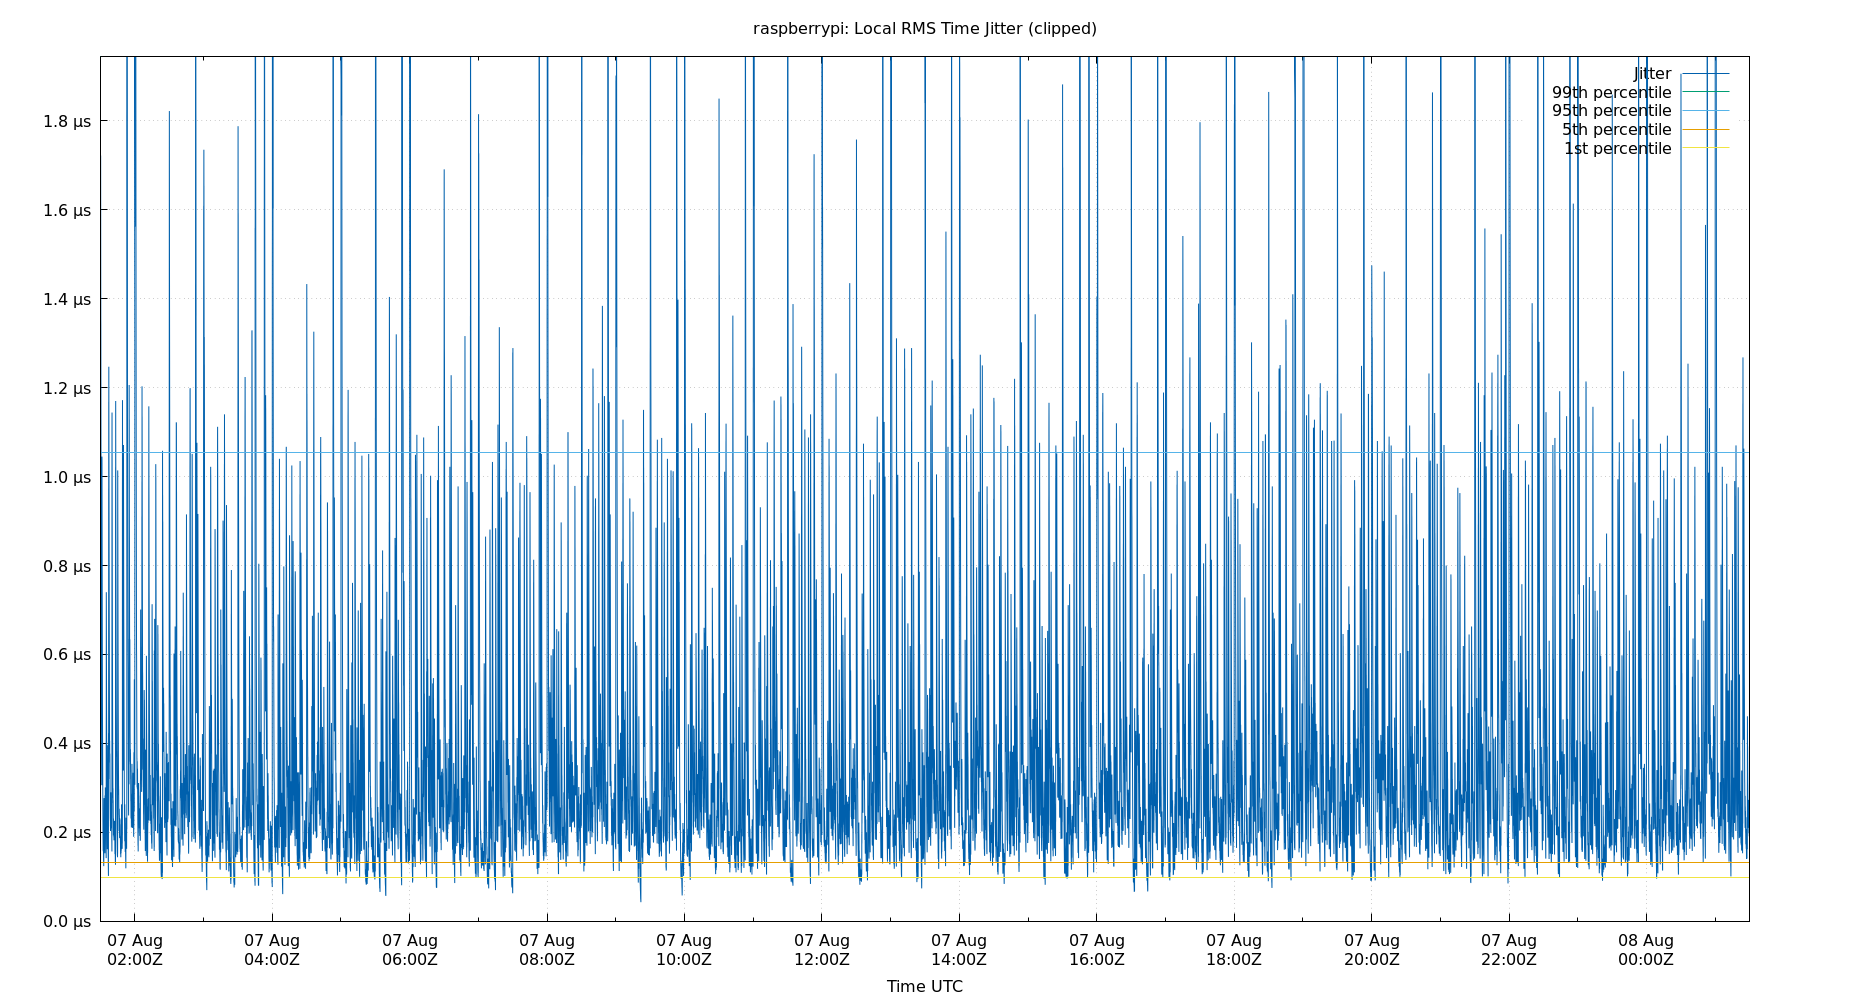 raspberrypi: Local RMS Time Jitter (clipped)
Jitter
99th percentile
95th percentile
5th percentile
1st percentile
1.8 µs
1.6 µs
1.4 µs
1.2 µs
1.0 µs
0.8 µs
0.6 µs
0.4 µs
0.2 µs
0.0 µs
07 Aug 07 Aug 07 Aug 07 Aug 07 Aug 07 Aug 07 Aug 07 Aug 07 Aug 07 Aug 07 Aug 08 Aug
02:00Z 04:00Z 06:00Z 08:00Z 10:00Z 12:00Z 14:00Z 16:00Z 18:00Z 20:00Z 22:00Z 00:00Z
Time UTC